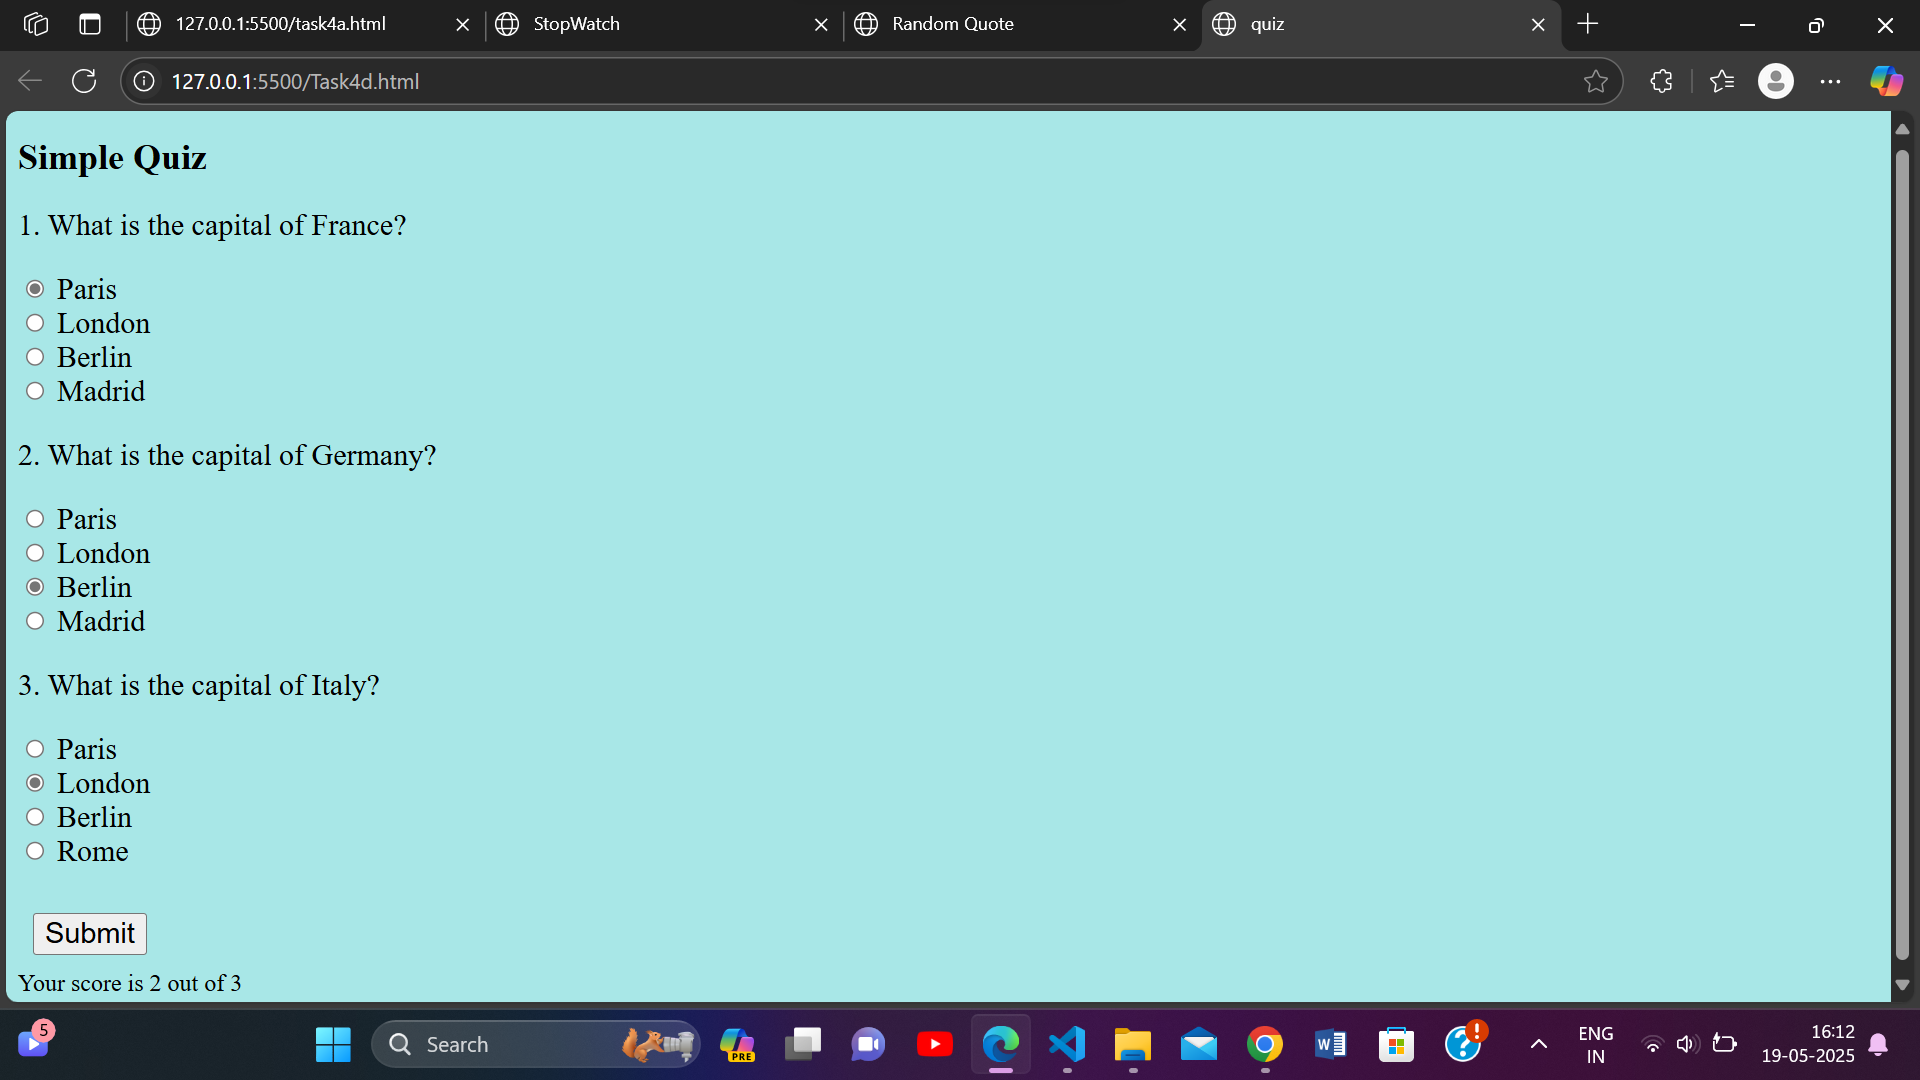 127.0.0.1:5500/task4a.html
StopWatch
Random Quote
quiz
127.0.0.1:5500/Task4d.html
Simple Quiz
1. What is the capital of France?
Paris
London
Berlin
Madrid
2. What is the capital of Germany?
Paris
London
Berlin
Madrid
3. What is the capital of Italy?
Paris
London
Berlin
Rome
Submit
Your score is 2 out of 3
5
Search
PRE
W
?
!
ENG
IN
16:12
19-05-2025